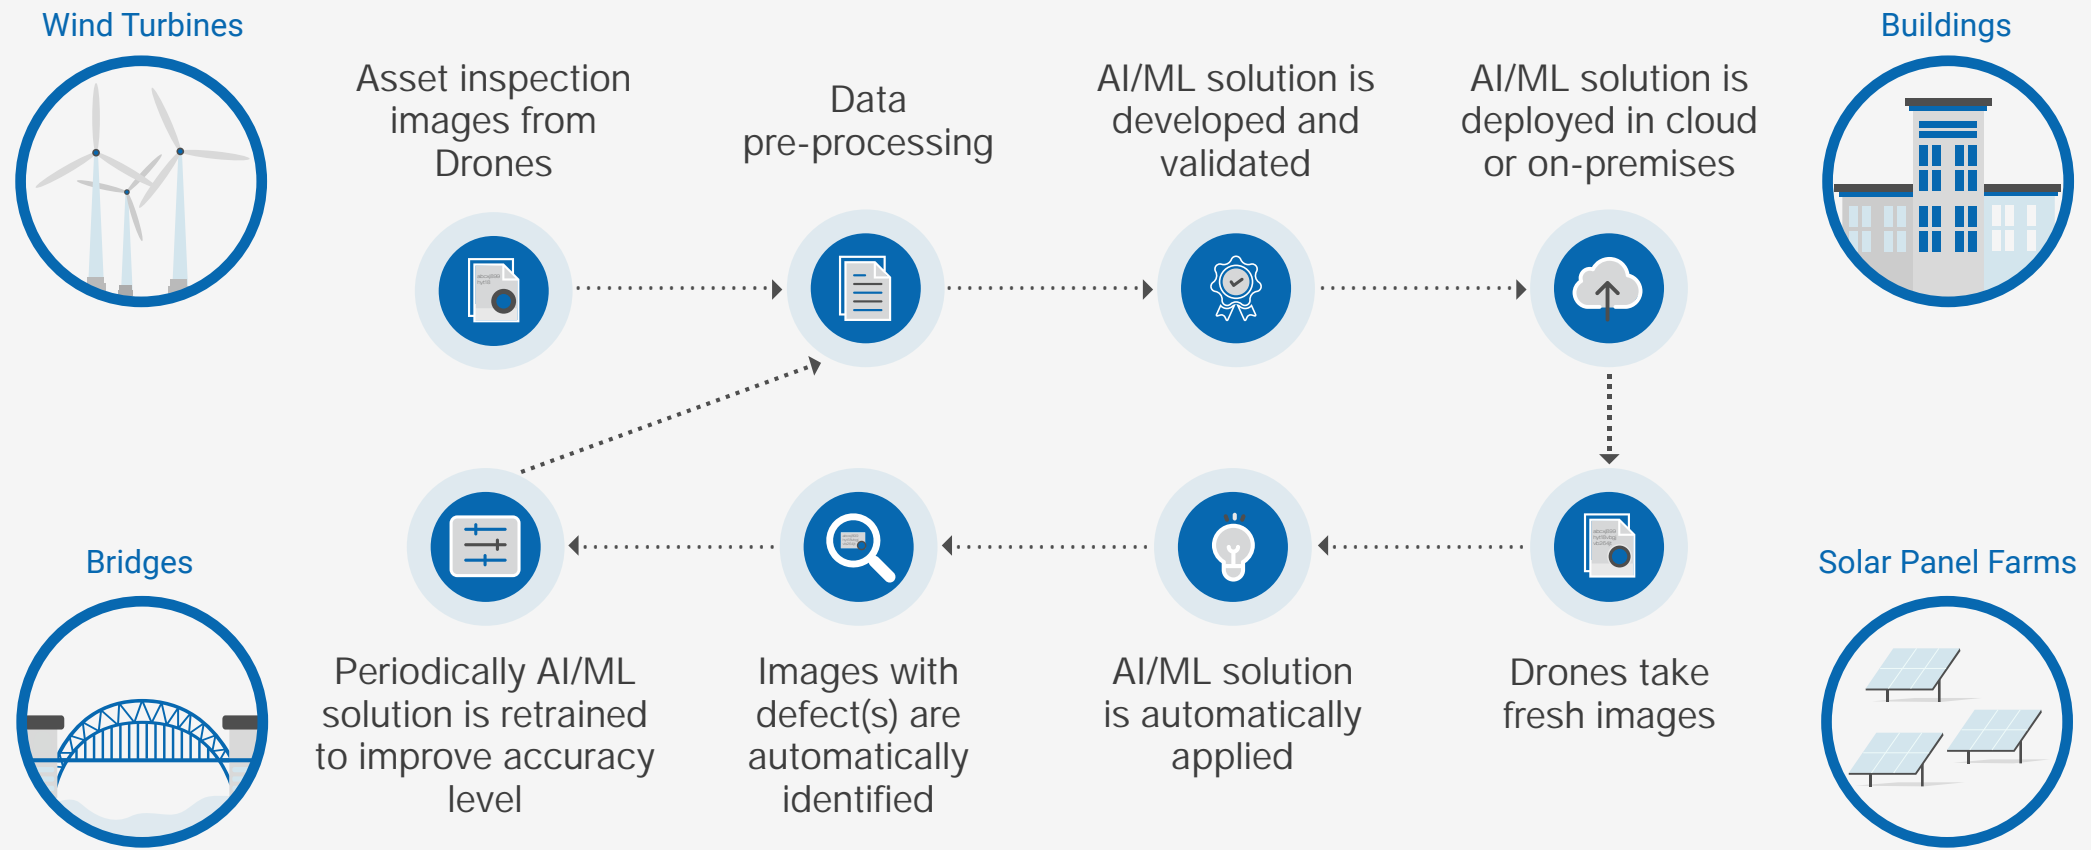 Wind Turbines
Buildings
Asset inspection
images from
Drones
Data
pre-processing
AI/ML solution is
developed and
validated
AI/ML solution is
deployed in cloud
or on-premises
Bridges
Solar Panel Farms
Periodically AI/ML
solution is retrained
to improve accuracy
level
Images with
defect(s) are
automatically
identified
AI/ML solution
is automatically
applied
Drones take
fresh images